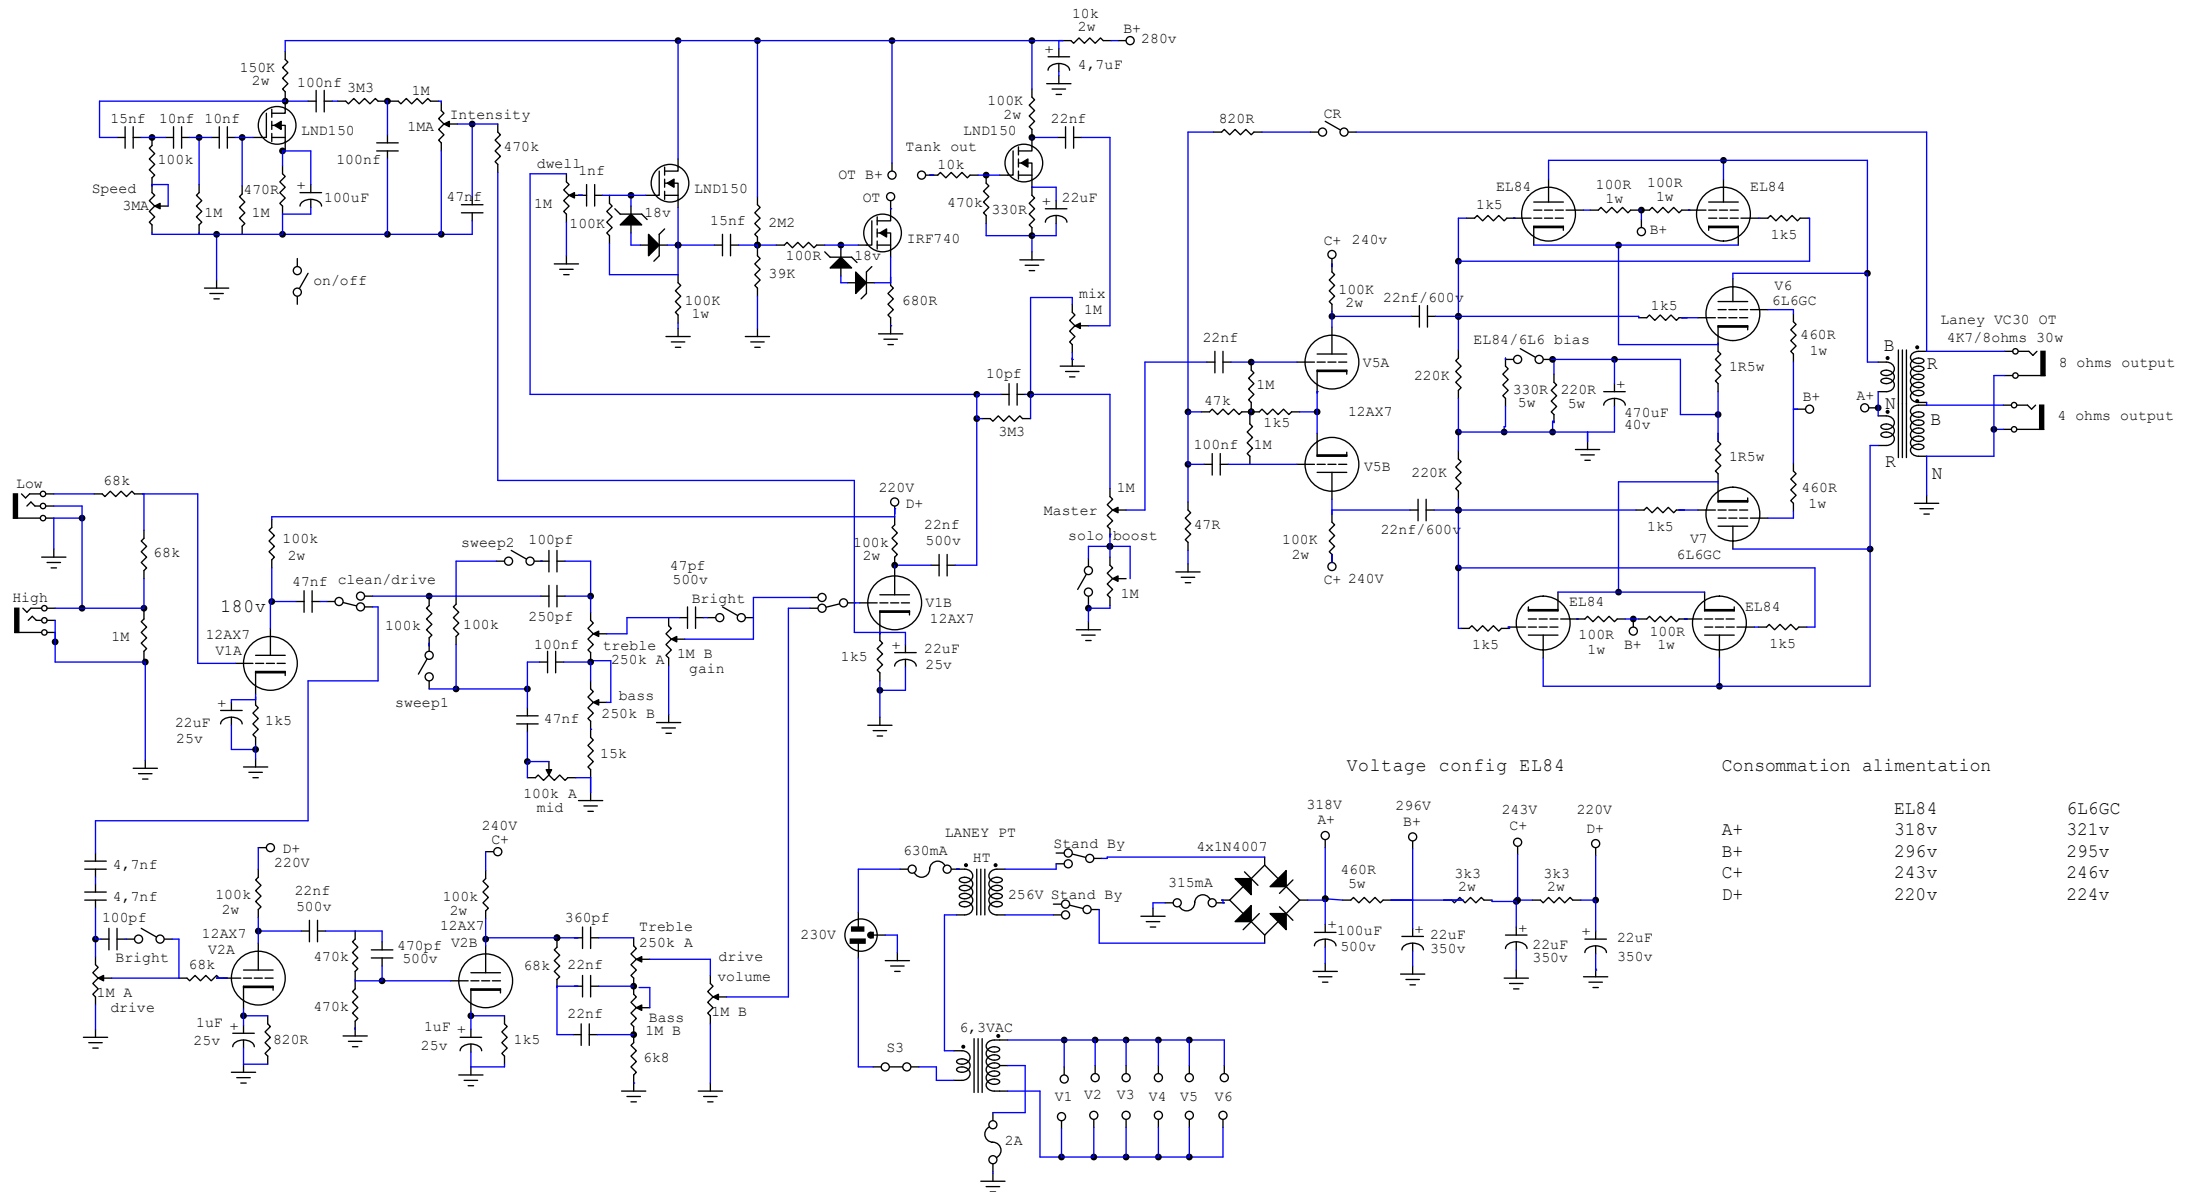 10k
2w
B+
280v
4,7uF
150K
2w
100nf
3M3
1M
Intensity
1MA
15nf
10nf
10nf
LND150
100k
100nf
470k
Speed
3MA
1M
1M
470R
100uF
47nf
on/off
dwell
1nf
1M
100K
18v
LND150
15nf
2M2
39K
100K
1w
100R
18v
IRF740
680R
OT B+
OT
Tank out
10k
100K
2w
LND150
22nf
470k
330R
22uF
mix
1M
10pf
3M3
820R
CR
C+
240v
100K
2w
22nf/600v
22nf
1M
V5A
47k
1k5
12AX7
100nf
1M
V5B
47R
100K
2w
C+
240V
22nf/600v
1M
Master
solo boost
1M
EL84
100R
1w
100R
1w
EL84
1k5
B+
1k5
V6
6L6GC
1k5
460R
1w
EL84/6L6 bias
220K
330R
5w
220R
5w
470uF
40v
1R5w
B+
A+
220K
1R5w
460R
1w
1k5
V7
6L6GC
EL84
EL84
100R
1w
B+
100R
1w
1k5
1k5
Laney VC30 OT
4K7/8ohms 30w
B
R
N
B
R
N
8 ohms output
4 ohms output
Low
68k
68k
High
1M
100k
2w
180v
47nf
clean/drive
12AX7
V1A
22uF
25v
1k5
sweep2
100pf
250pf
100k
100k
100nf
sweep1
47nf
treble
250k A
bass
250k B
15k
100k A
mid
47pf
500v
Bright
1M B
gain
220V
D+
100k
2w
22nf
500v
V1B
12AX7
1k5
22uF
25v
4,7nf
4,7nf
100pf
Bright
1M A
drive
68k
D+
220V
100k
2w
22nf
500v
12AX7
V2A
1uF
25v
820R
470k
470pf
500v
470k
240V
C+
100k
2w
12AX7
V2B
1uF
25v
1k5
360pf
68k
22nf
22nf
Treble
250k A
Bass
1M B
6k8
drive
volume
1M B
LANEY PT
630mA
HT
256V
Stand By
Stand By
230V
S3
6,3VAC
2A
V1
V2
V3
V4
V5
V6
4x1N4007
315mA
Voltage config EL84
318V
A+
296V
B+
243V
C+
220V
D+
460R
5w
3k3
2w
3k3
2w
100uF
500v
22uF
350v
22uF
350v
22uF
350v
Consommation alimentation
EL84 6L6GC
A+ 318v 321v
B+ 296v 295v
C+ 243v 246v
D+ 220v 224v